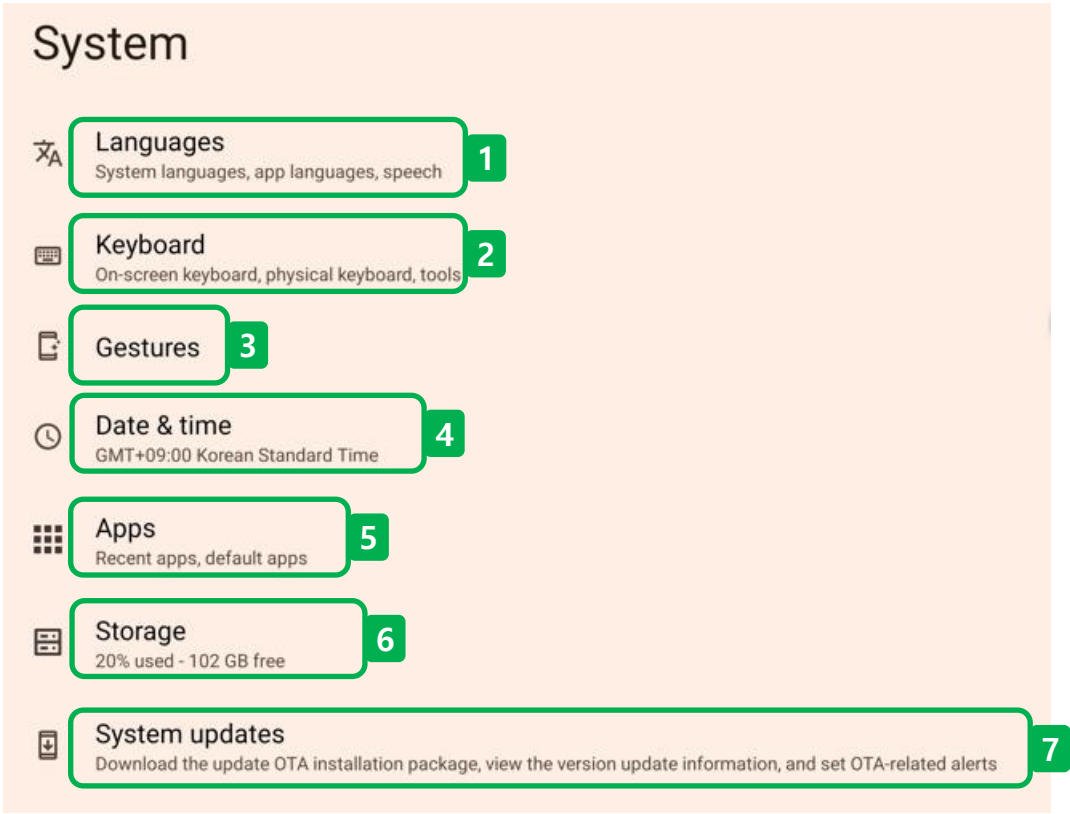 System
Languages
System languages, app languages, speech
1
Keyboard
On-screen keyboard, physical keyboard, tools
2
Gestures
3
Date & time
GMT+09:00 Korean Standard Time
4
Apps
Recent apps, default apps
5
Storage
20% used - 102 GB free
6
System updates
Download the update OTA installation package, view the version update information, and set OTA-related alerts
7